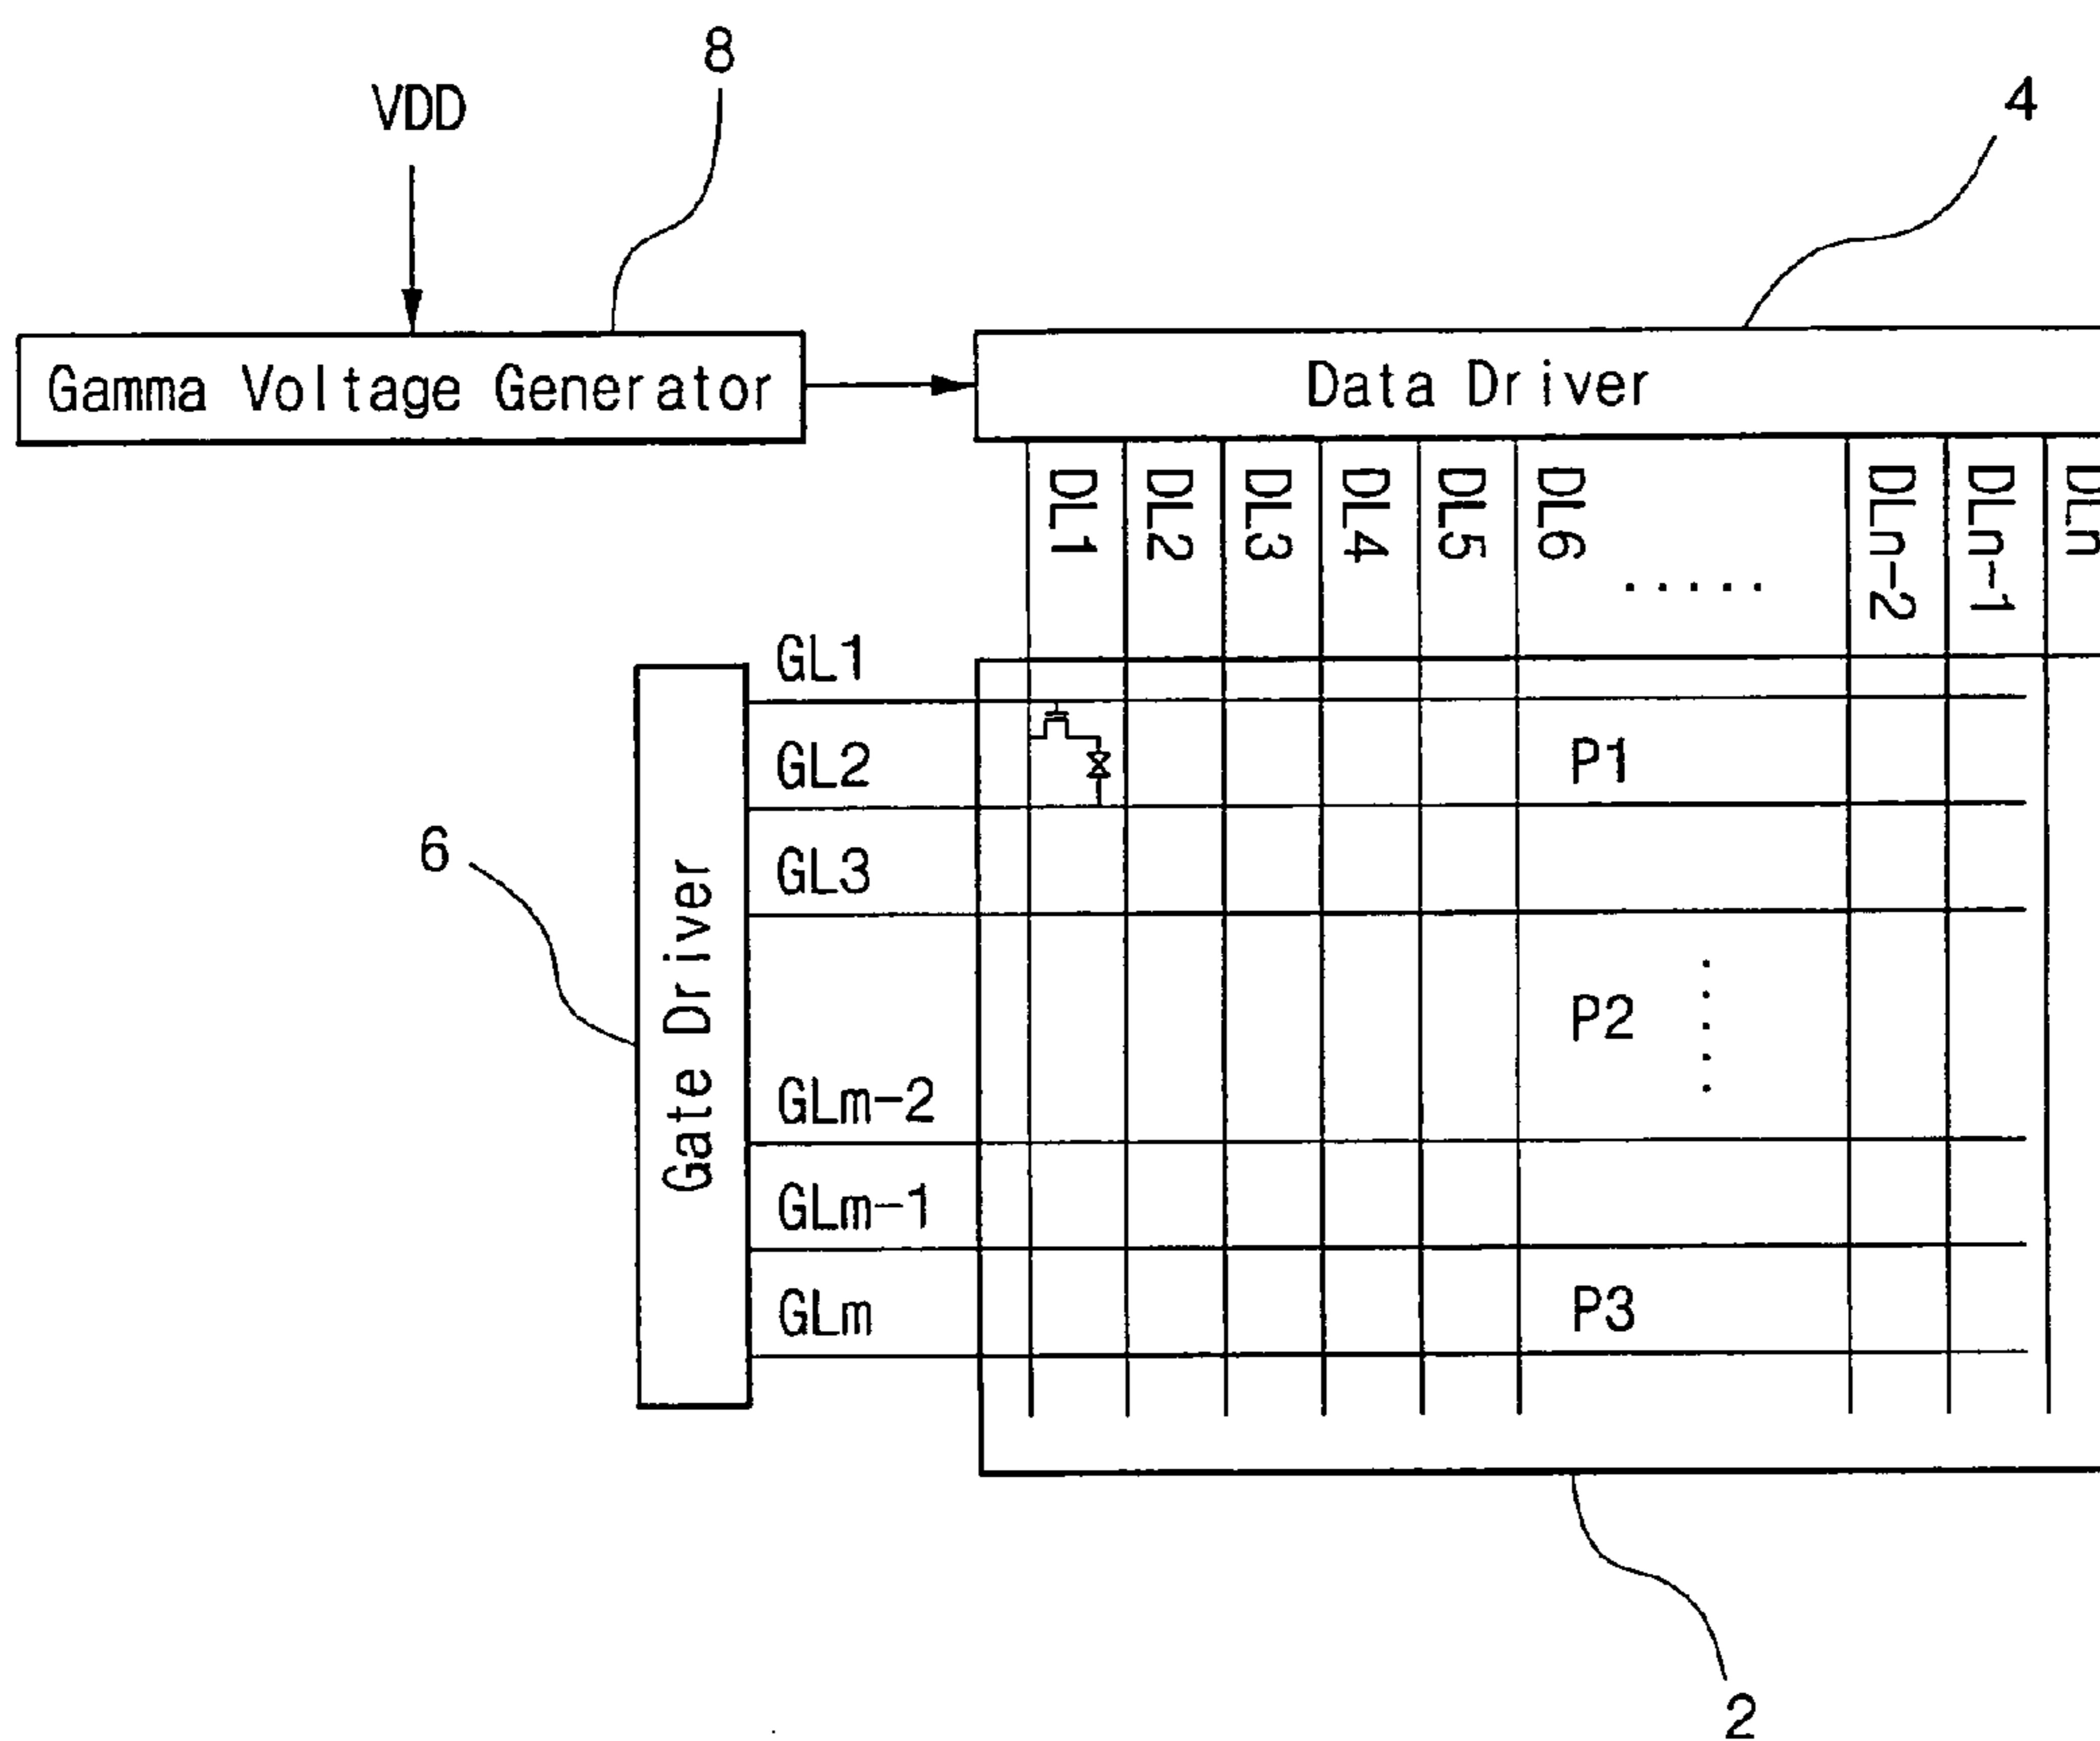 8
VDD
4
Gamma Voltage Generator
Data Driver
DL1
DL2
DL3
DL4
DL5
DL6
.....
DLn-2
DLn-1
DLn
GL1
GL2
P1
GL3
6
Gate Driver
P2
.....
GLm-2
GLm-1
GLm
P3
2